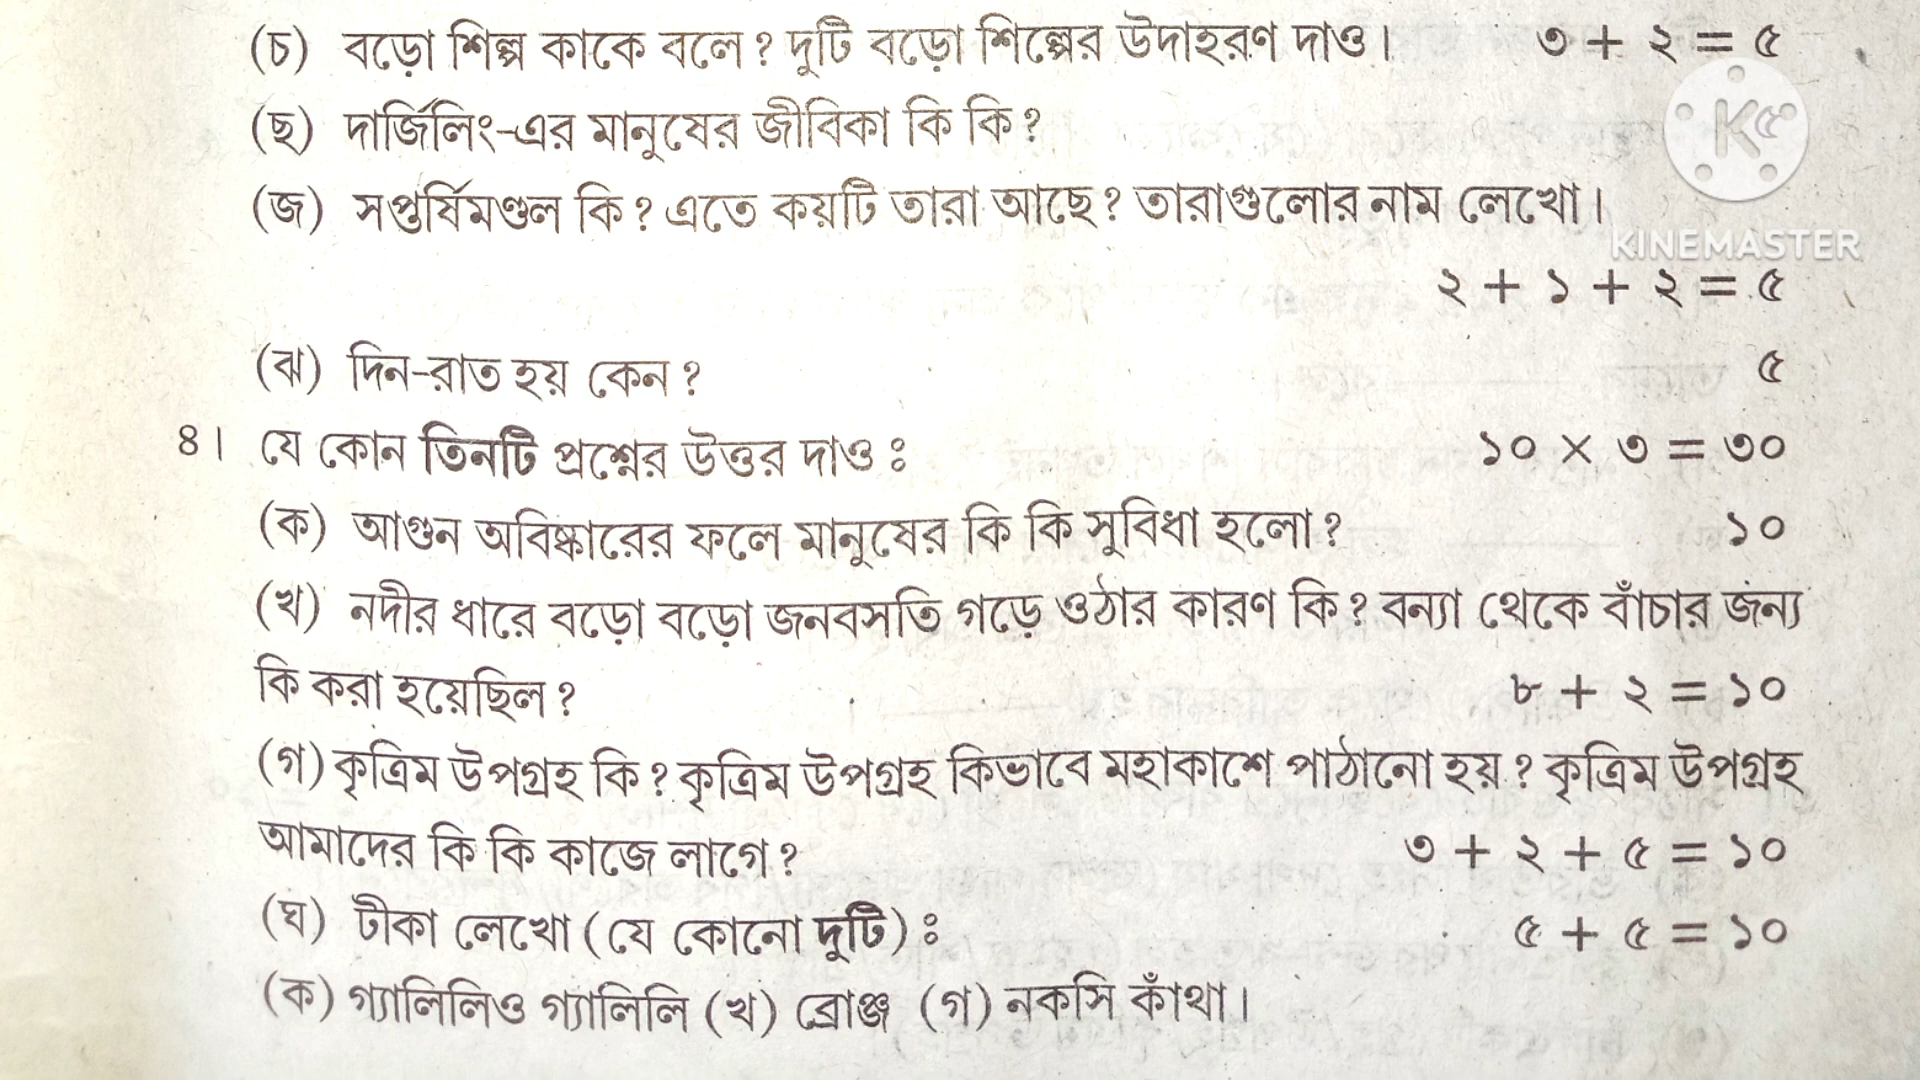 (চ) বড়ো শিল্প কাকে বলে ? দুটি বড়ো শিল্পের উদাহরণ দাও। ৩ + ২ = ৫
(ছ) দার্জিলিং-এর মানুষের জীবিকা কি কি ? ৫
(জ) সপ্তর্ষিমণ্ডল কি ? এতে কয়টি তারা আছে ? তারাগুলোর নাম লেখো।
KINEMASTER
২ + ১ + ২ = ৫
(ঝ) দিন-রাত হয় কেন ? ৫
৪। যে কোন তিনটি প্রশ্নের উত্তর দাও ঃ ১০ × ৩ = ৩০
(ক) আগুন অবিষ্কারের ফলে মানুষের কি কি সুবিধা হলো ? ১০
(খ) নদীর ধারে বড়ো বড়ো জনবসতি গড়ে ওঠার কারণ কি ? বন্যা থেকে বাঁচার জন্য
কি করা হয়েছিল ? ৮ + ২ = ১০
(গ) কৃত্রিম উপগ্রহ কি ? কৃত্রিম উপগ্রহ কিভাবে মহাকাশে পাঠানো হয় ? কৃত্রিম উপগ্রহ
আমাদের কি কি কাজে লাগে ? ৩ + ২ + ৫ = ১০
(ঘ) টীকা লেখো (যে কোনো দুটি) ঃ ৫ + ৫ = ১০
(ক) গ্যালিলিও গ্যালিলি (খ) ব্রোঞ্জ (গ) নকসি কাঁথা।